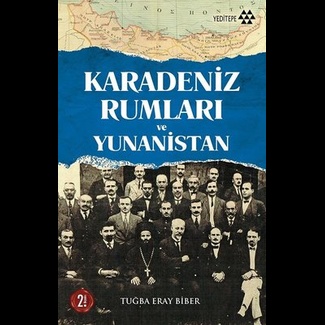 YEDİTEPE
KARADENİZ
RUMLARI
ve
YUNANİSTAN
2!
TUĞBA ERAY BİBER